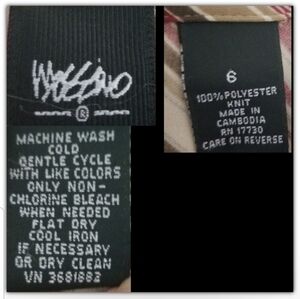 Mossimo
®
MACHINE WASH
COLD
GENTLE CYCLE
WITH LIKE COLORS
ONLY NON-
CHLORINE BLEACH
WHEN NEEDED
FLAT DRY
COOL IRON
IF NECESSARY
OR DRY CLEAN
VN 3681883
6
100% POLYESTER
KNIT
MADE IN
CAMBODIA
RN 17730
CARE ON REVERSE